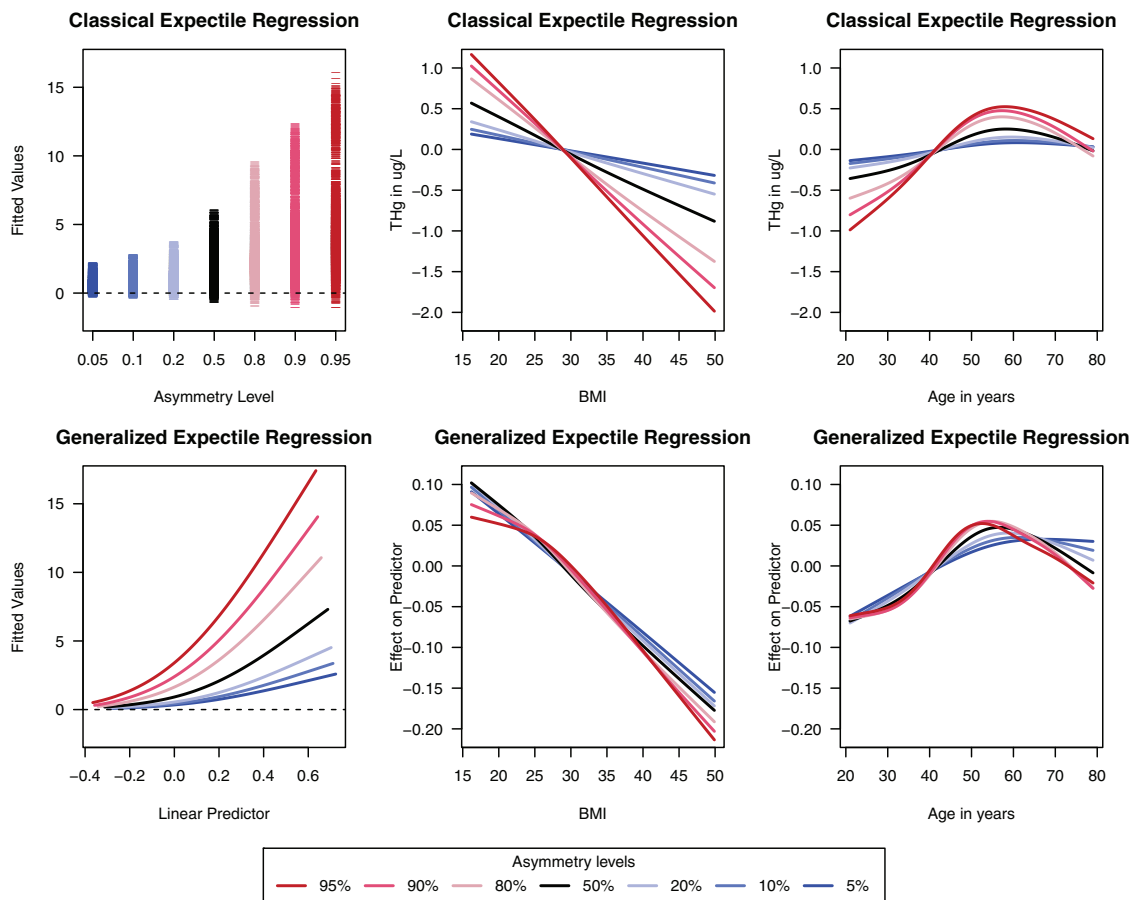 Classical Expectile Regression
Fitted Values
15
10
5
0
0.05 0.1 0.2 0.5 0.8 0.9 0.95
Asymmetry Level
Classical Expectile Regression
THg in ug/L
1.0
0.5
0.0
−0.5
−1.0
−1.5
−2.0
15 20 25 30 35 40 45 50
BMI
Classical Expectile Regression
THg in ug/L
1.0
0.5
0.0
−0.5
−1.0
−1.5
−2.0
20 30 40 50 60 70 80
Age in years
Generalized Expectile Regression
Fitted Values
15
10
5
0
−0.4 −0.2 0.0 0.2 0.4 0.6
Linear Predictor
Generalized Expectile Regression
Effect on Predictor
0.10
0.05
0.00
−0.05
−0.10
−0.15
−0.20
15 20 25 30 35 40 45 50
BMI
Generalized Expectile Regression
Effect on Predictor
0.10
0.05
0.00
−0.05
−0.10
−0.15
−0.20
20 30 40 50 60 70 80
Age in years
Asymmetry levels
95% 90% 80% 50% 20% 10% 5%